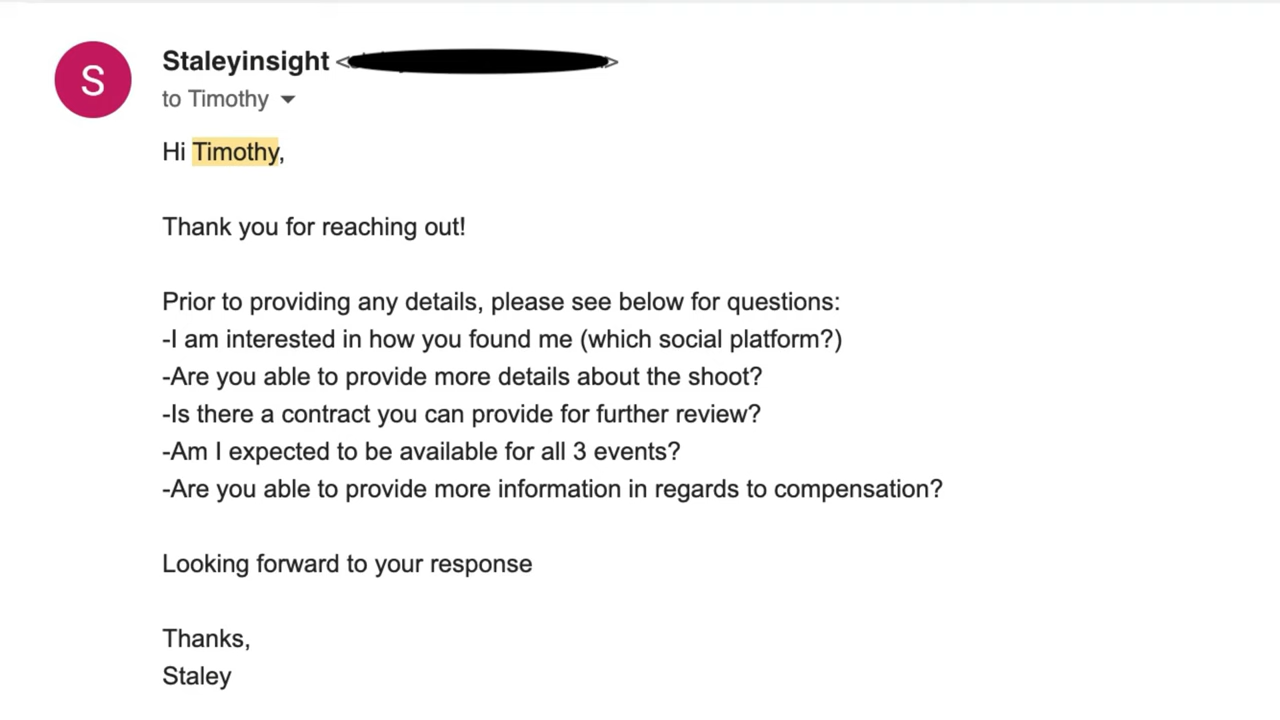 S
Staleyinsight < >
to Timothy
Hi Timothy,
Thank you for reaching out!
Prior to providing any details, please see below for questions:
-I am interested in how you found me (which social platform?)
-Are you able to provide more details about the shoot?
-Is there a contract you can provide for further review?
-Am I expected to be available for all 3 events?
-Are you able to provide more information in regards to compensation?
Looking forward to your response
Thanks,
Staley